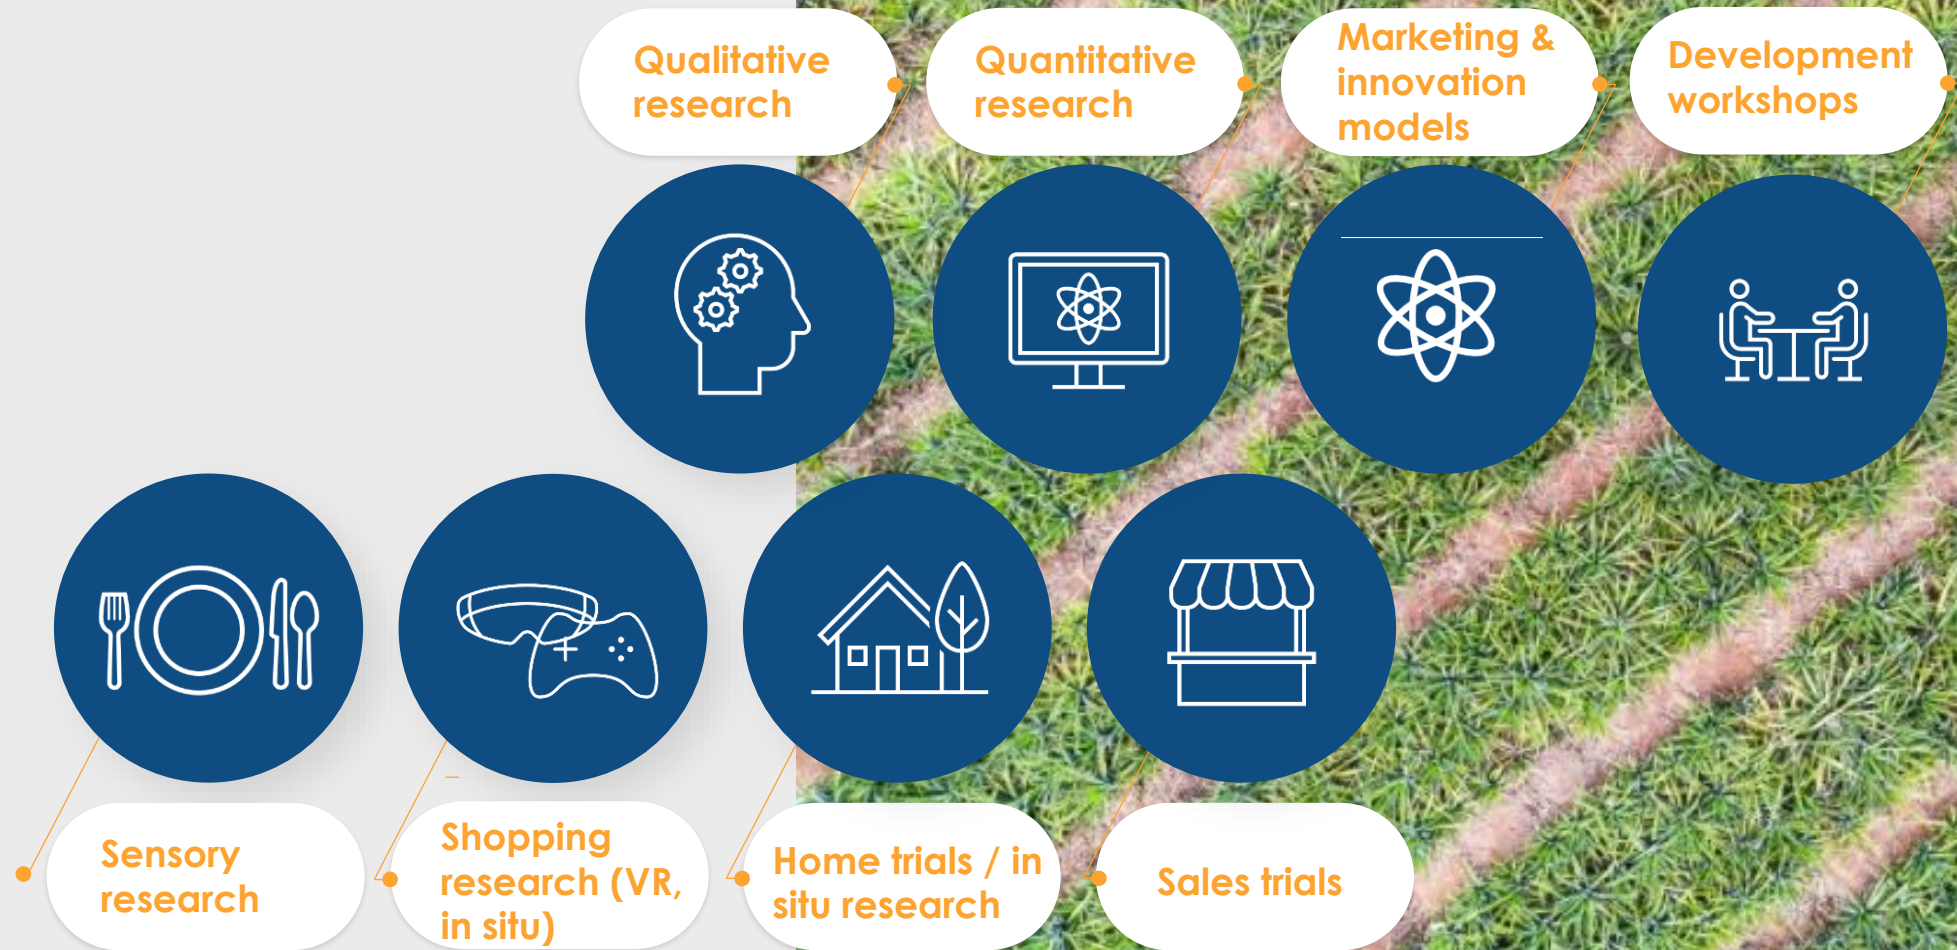 Qualitative
research
Quantitative
research
Marketing &
innovation
models
Development
workshops
Sensory
research
Shopping
research (VR,
in situ)
Home trials / in
situ research
Sales trials